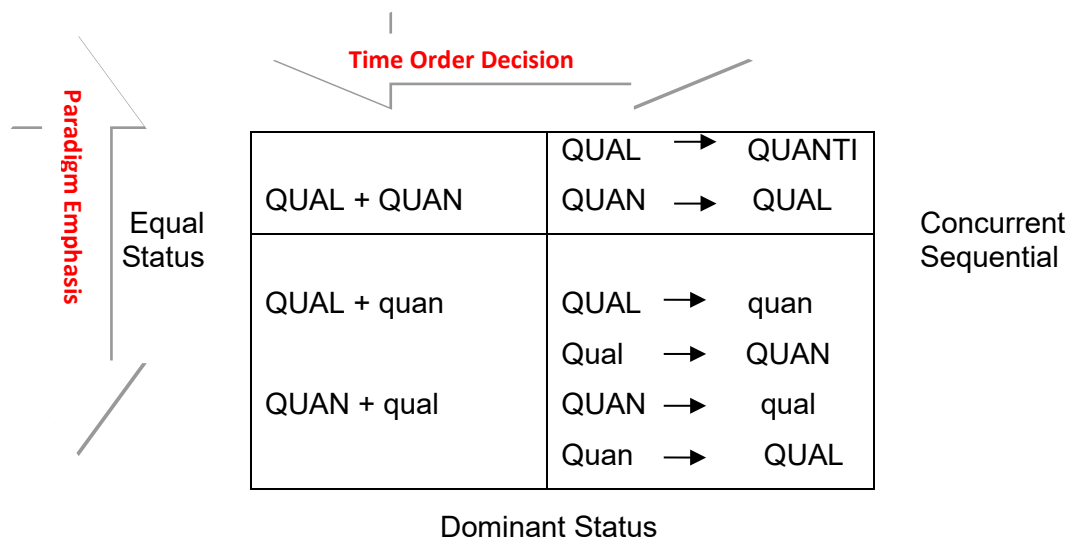 Time Order Decision
Paradigm Emphasis
QUAL → QUANTI
QUAL + QUAN QUAN → QUAL
Equal
Status
Concurrent
Sequential
QUAL + quan QUAL → quan
Qual → QUAN
QUAN + qual QUAN → qual
Quan → QUAL
Dominant Status